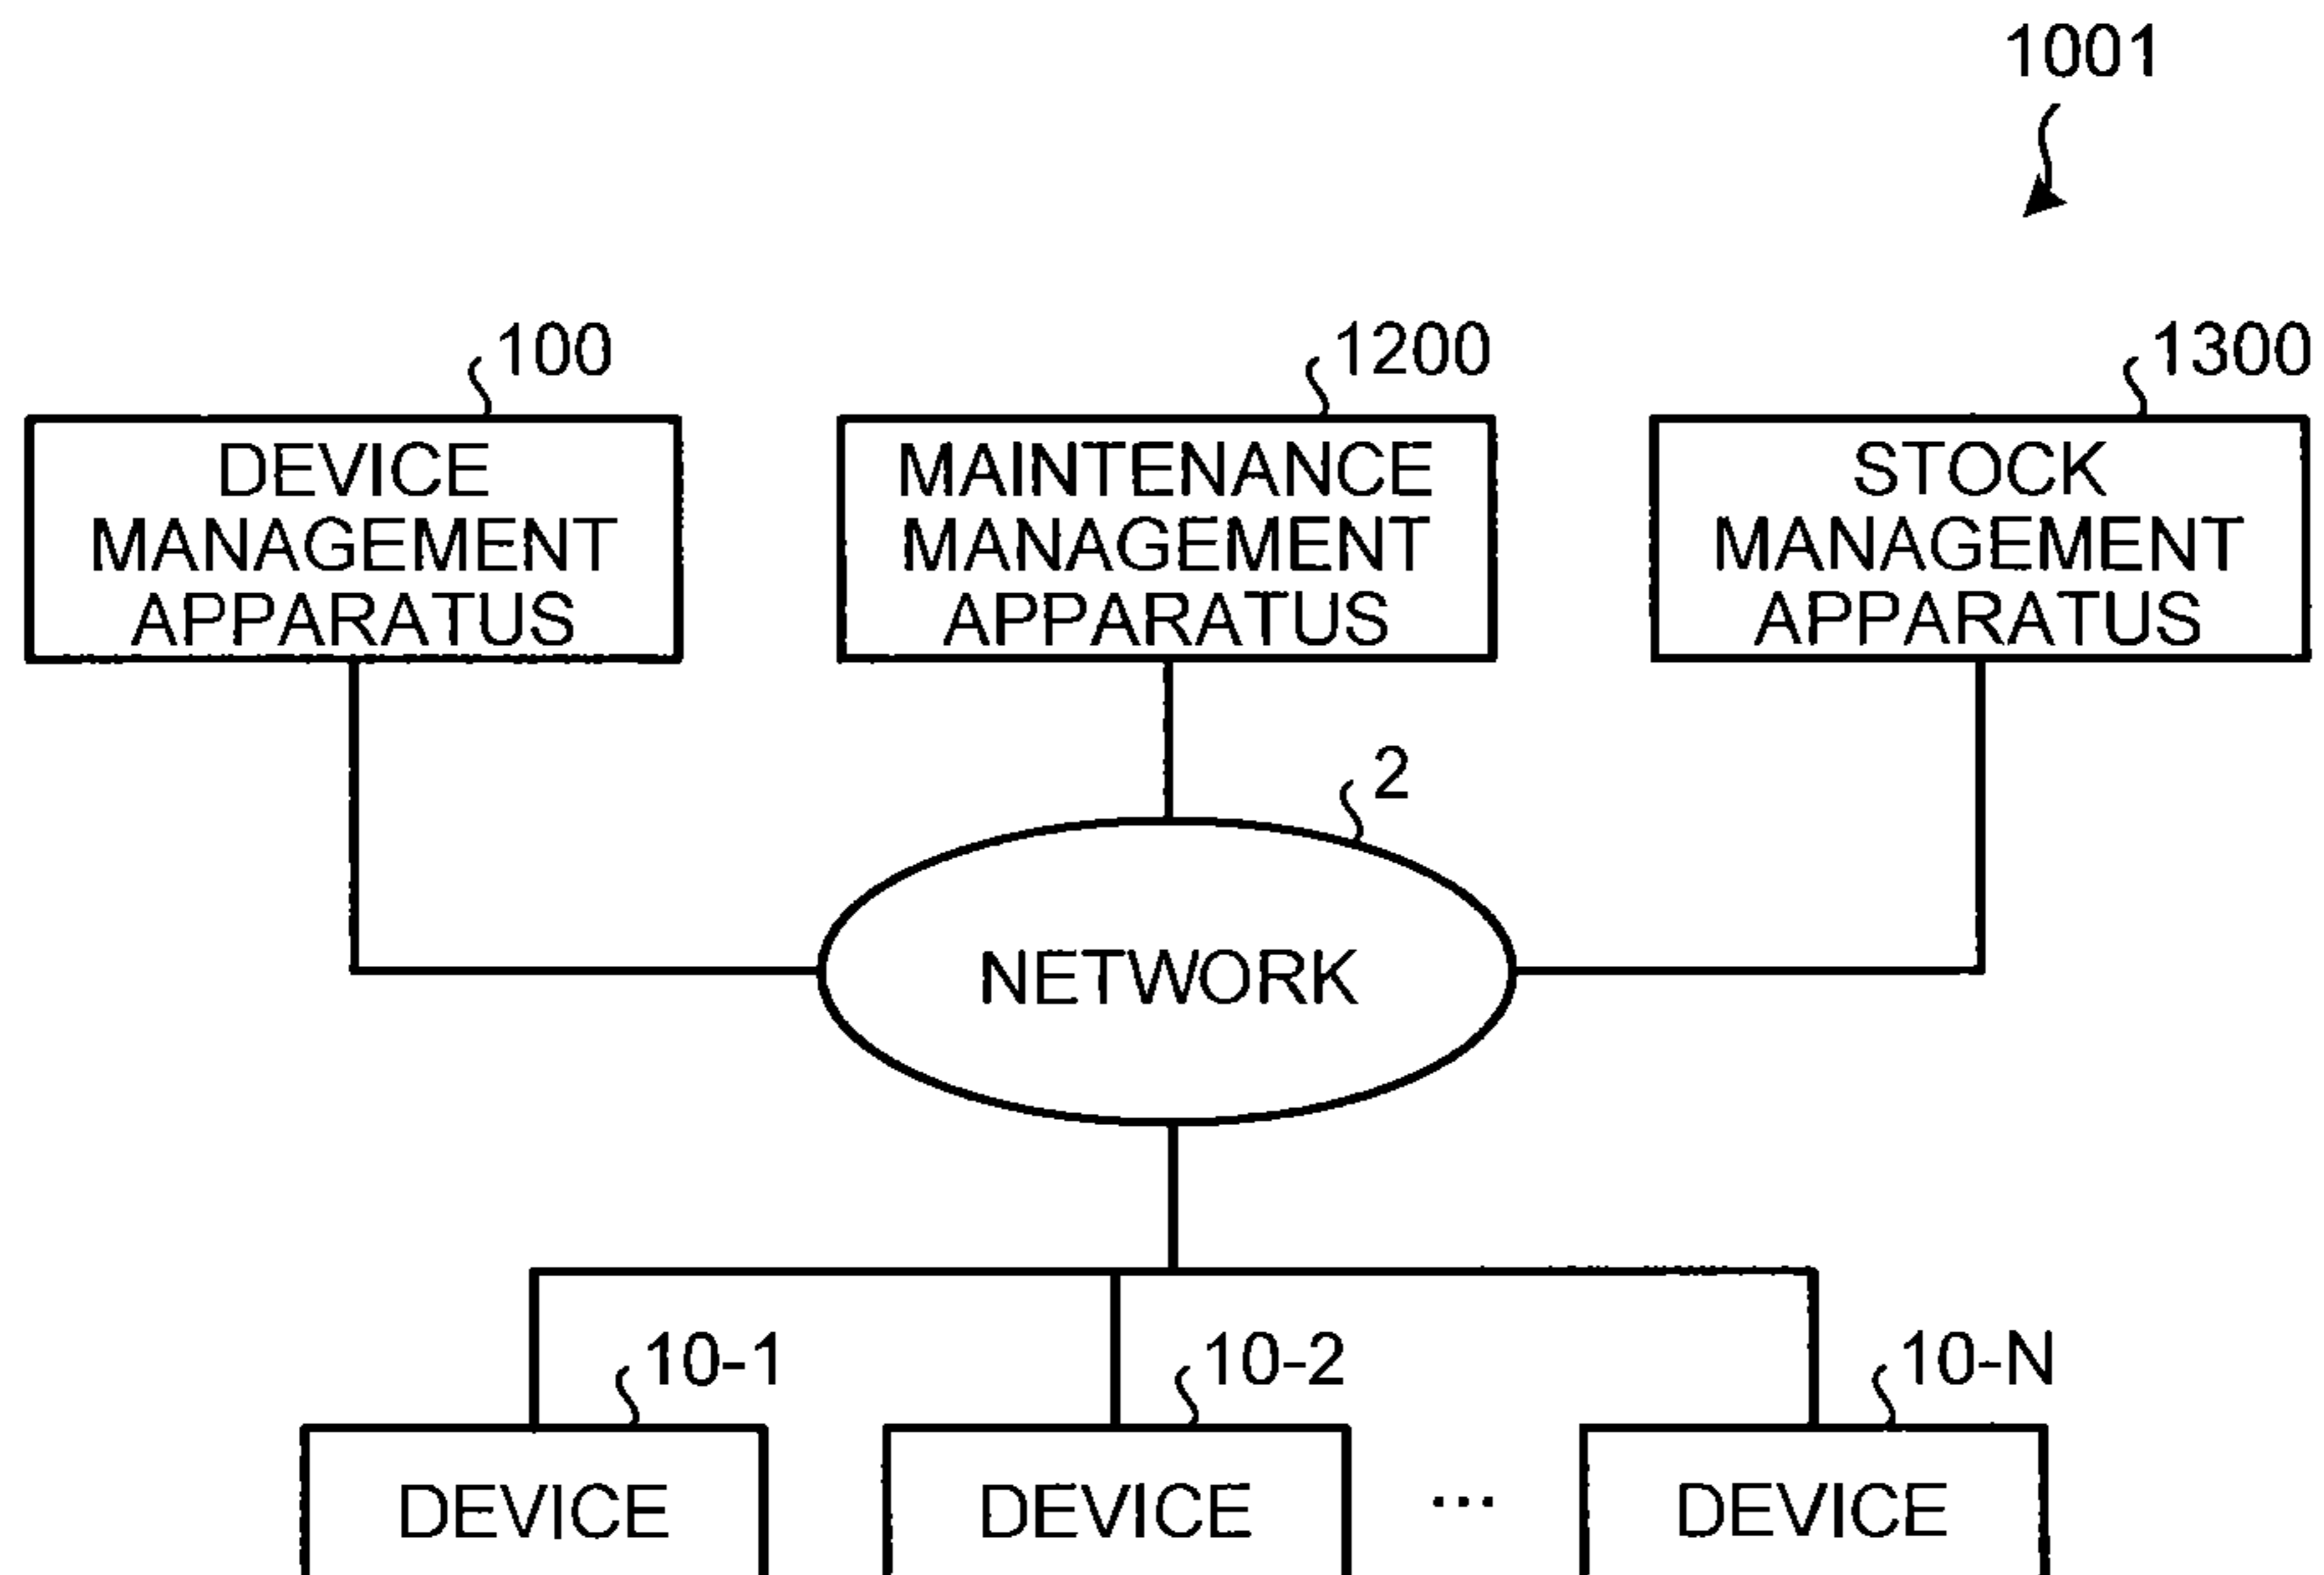 1001
100
1200
1300
DEVICE
MANAGEMENT
APPARATUS
MAINTENANCE
MANAGEMENT
APPARATUS
STOCK
MANAGEMENT
APPARATUS
2
NETWORK
10-1
10-2
10-N
DEVICE
DEVICE
...
DEVICE